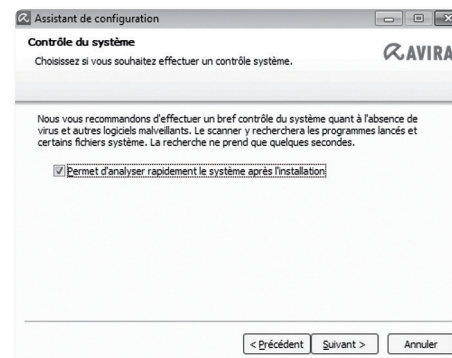 Assistant de configuration
Contrôle du système
Choisissez si vous souhaitez effectuer un contrôle système.
AVIRA
Nous vous recommandons d'effectuer un bref contrôle du système quant à l'absence de
virus et autres logiciels malveillants. Le scanner y recherchera les programmes lancés et
certains fichiers système. La recherche ne prend que quelques secondes.
Permet d'analyser rapidement le système après l'installation
< Précédent Suivant > Annuler